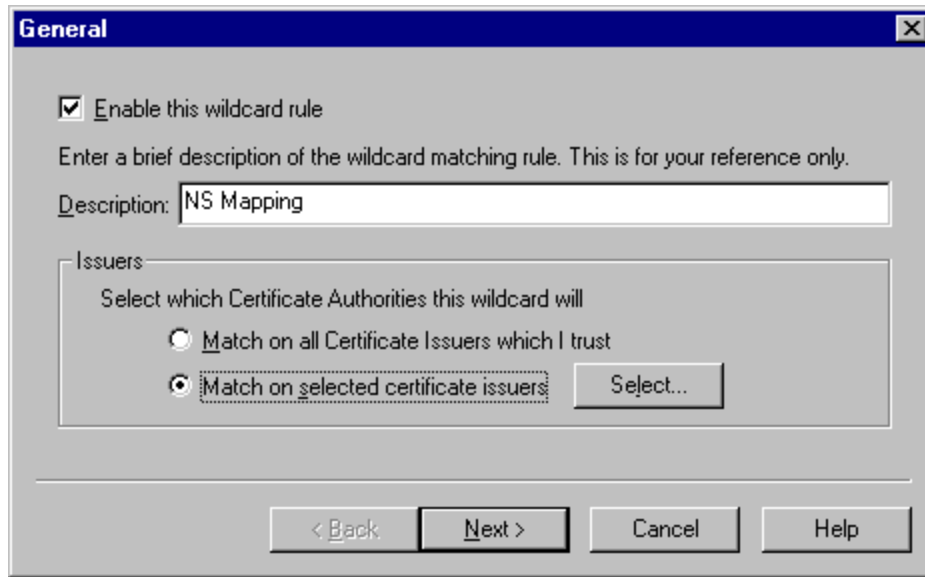 General
Enable this wildcard rule
Enter a brief description of the wildcard matching rule. This is for your reference only.
Description: NS Mapping
Issuers
Select which Certificate Authorities this wildcard will
Match on all Certificate Issuers which I trust
Match on selected certificate issuers Select...
< Back Next > Cancel Help